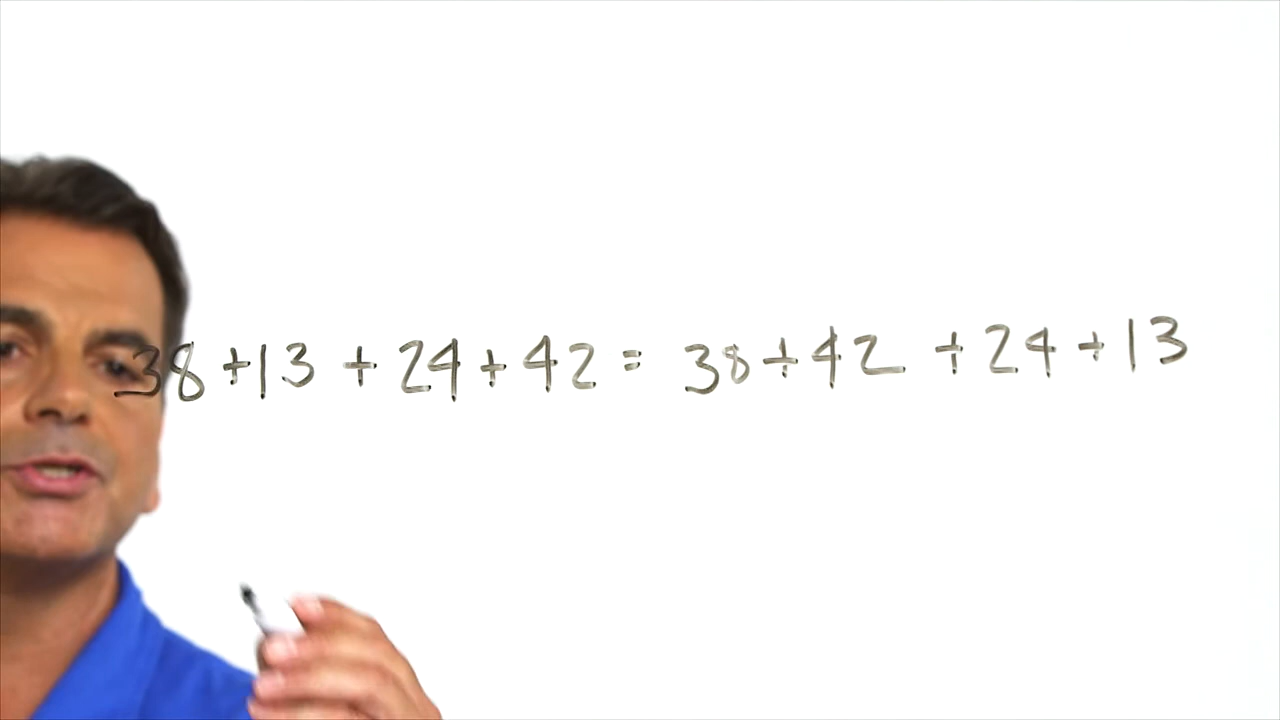 38 + 13 + 24 + 42 = 38 + 42 + 24 + 13